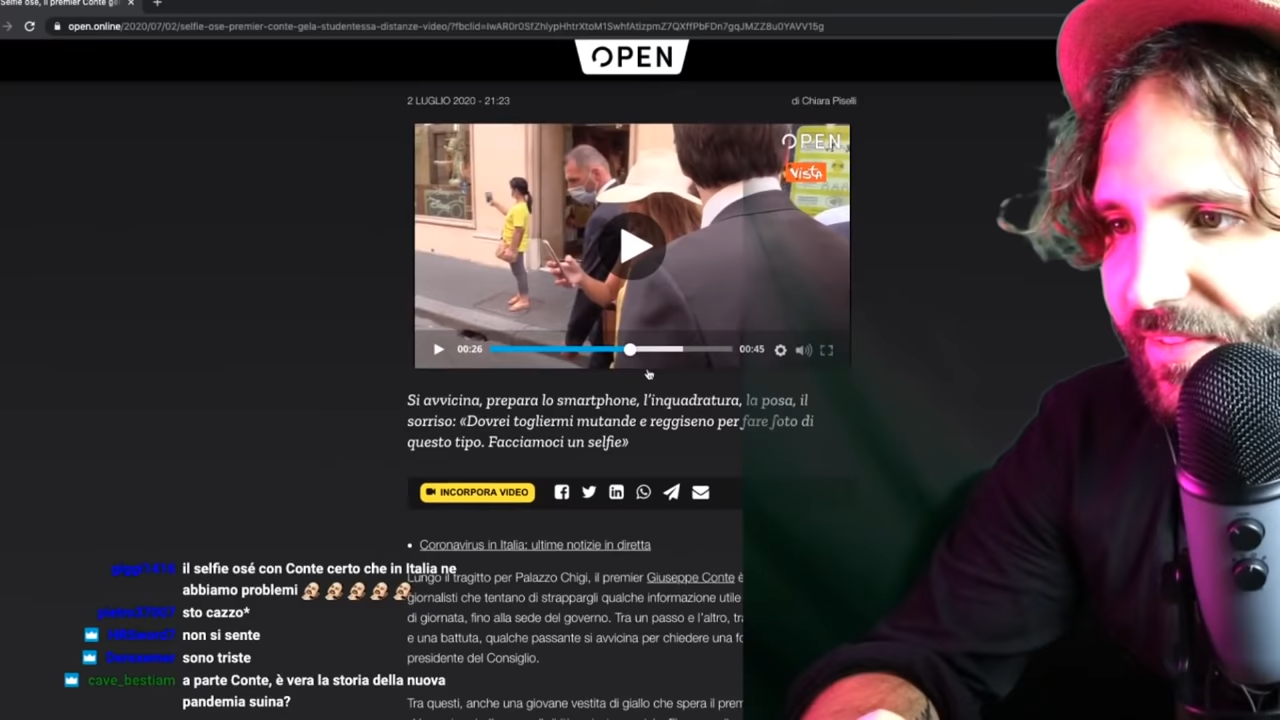 Selfie osé, il premier Conte ge
open.online/2020/07/02/selfie-ose-premier-conte-gela-studentessa-distanze-video/?fbclid=
OPEN
2 LUGLIO 2020 - 21:23
di Chiara Piselli
OPEN
vista
00:26
00:45
Si avvicina, prepara lo smartphone, l'inquadratura, la posa, il
sorriso: «Dovrei togliermi mutande e reggiseno per fare foto di
questo tipo. Facciamoci un selfie»
INCORPORA VIDEO
Coronavirus in Italia: ultime notizie in diretta
Lungo il tragitto per Palazzo Chigi, il premier Giuseppe Conte è
giornalisti che tentano di strappargli qualche informazione utile
di giornata, fino alla sede del governo. Tra un passo e l'altro, tra
e una battuta, qualche passante si avvicina per chiedere una fo
presidente del Consiglio.
Tra questi, anche una giovane vestita di giallo che spera il prem
il selfie osé con Conte certo che in Italia ne
abbiamo problemi
sto cazzo*
non si sente
sono triste
cave_bestiam a parte Conte, è vera la storia della nuova
pandemia suina?